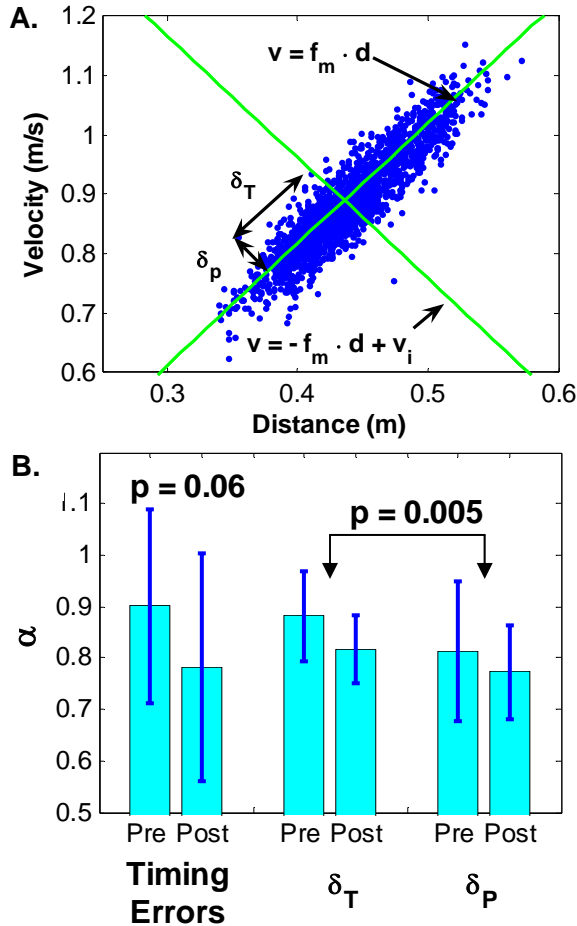 A.
1.2
1.1
1
0.9
0.8
0.7
0.6
Velocity (m/s)
v = f_m · d
δ_T
δ_p
v = - f_m · d + v_i
0.3 0.4 0.5 0.6
Distance (m)
B.
p = 0.06
p = 0.005
1
0.9
0.8
0.7
0.6
0.5
α
Pre Post Pre Post Pre Post
Timing Errors
δ_T
δ_P